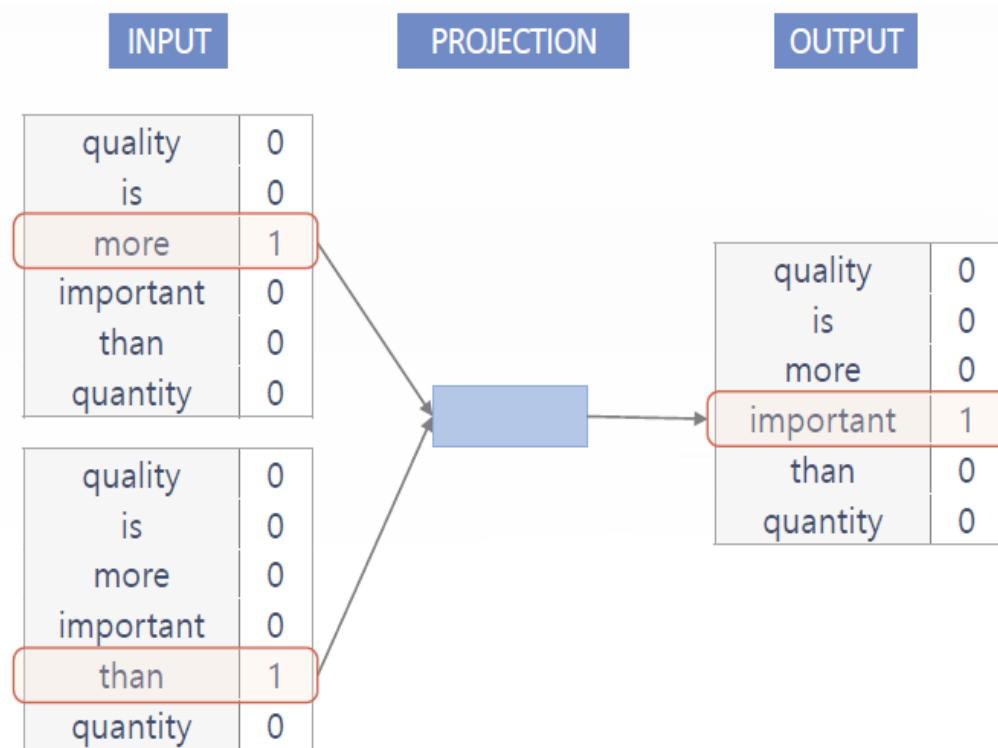 INPUT PROJECTION OUTPUT
quality 0
is 0
more 1
important 0
than 0
quantity 0
quality 0
is 0
more 0
important 0
than 1
quantity 0
quality 0
is 0
more 0
important 1
than 0
quantity 0